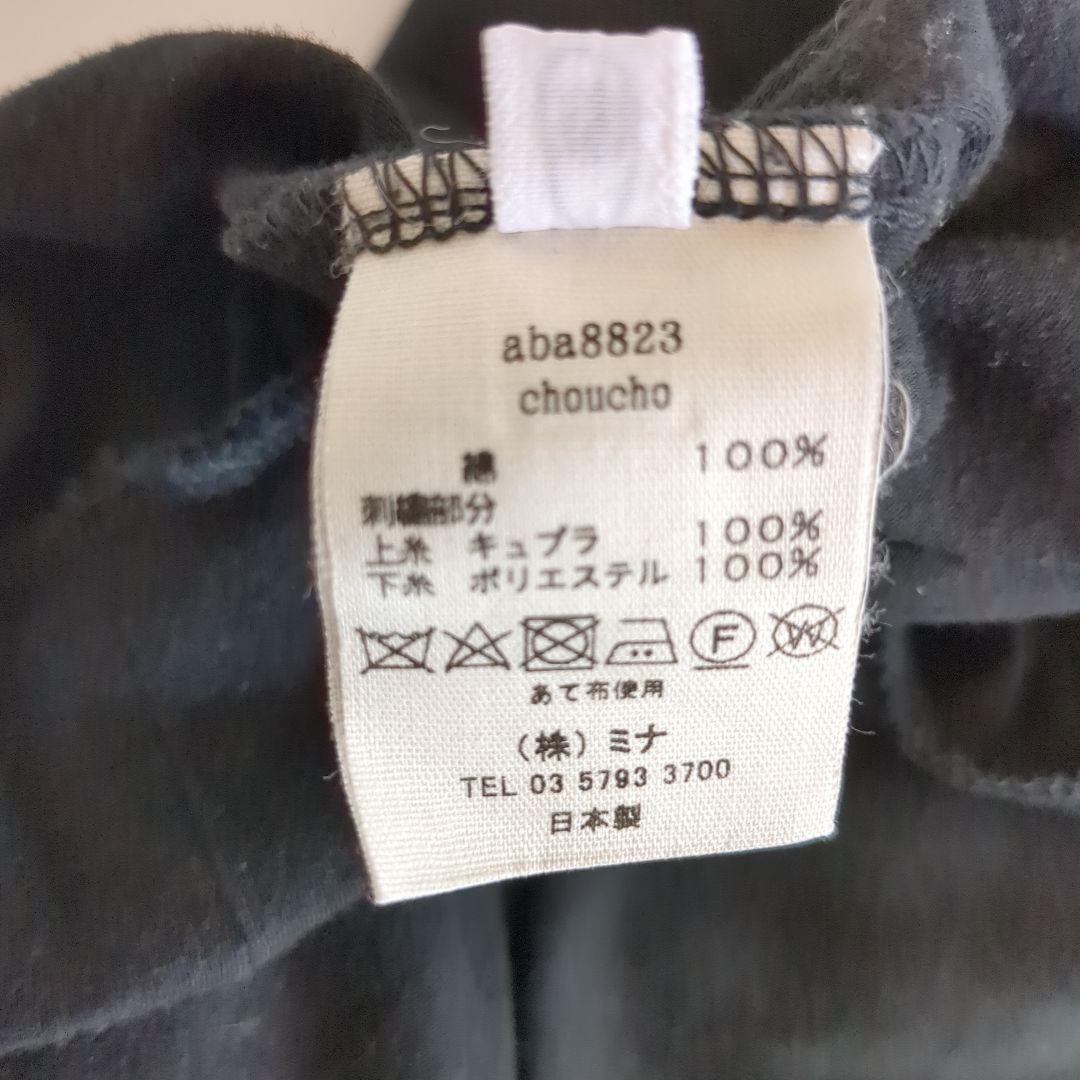 aba8823
choucho
綿 100%
刺繍部分
上糸 キュプラ 100%
下糸 ポリエステル 100%
F W
あて布使用
(株)ミナ
TEL 03 5793 3700
日本製